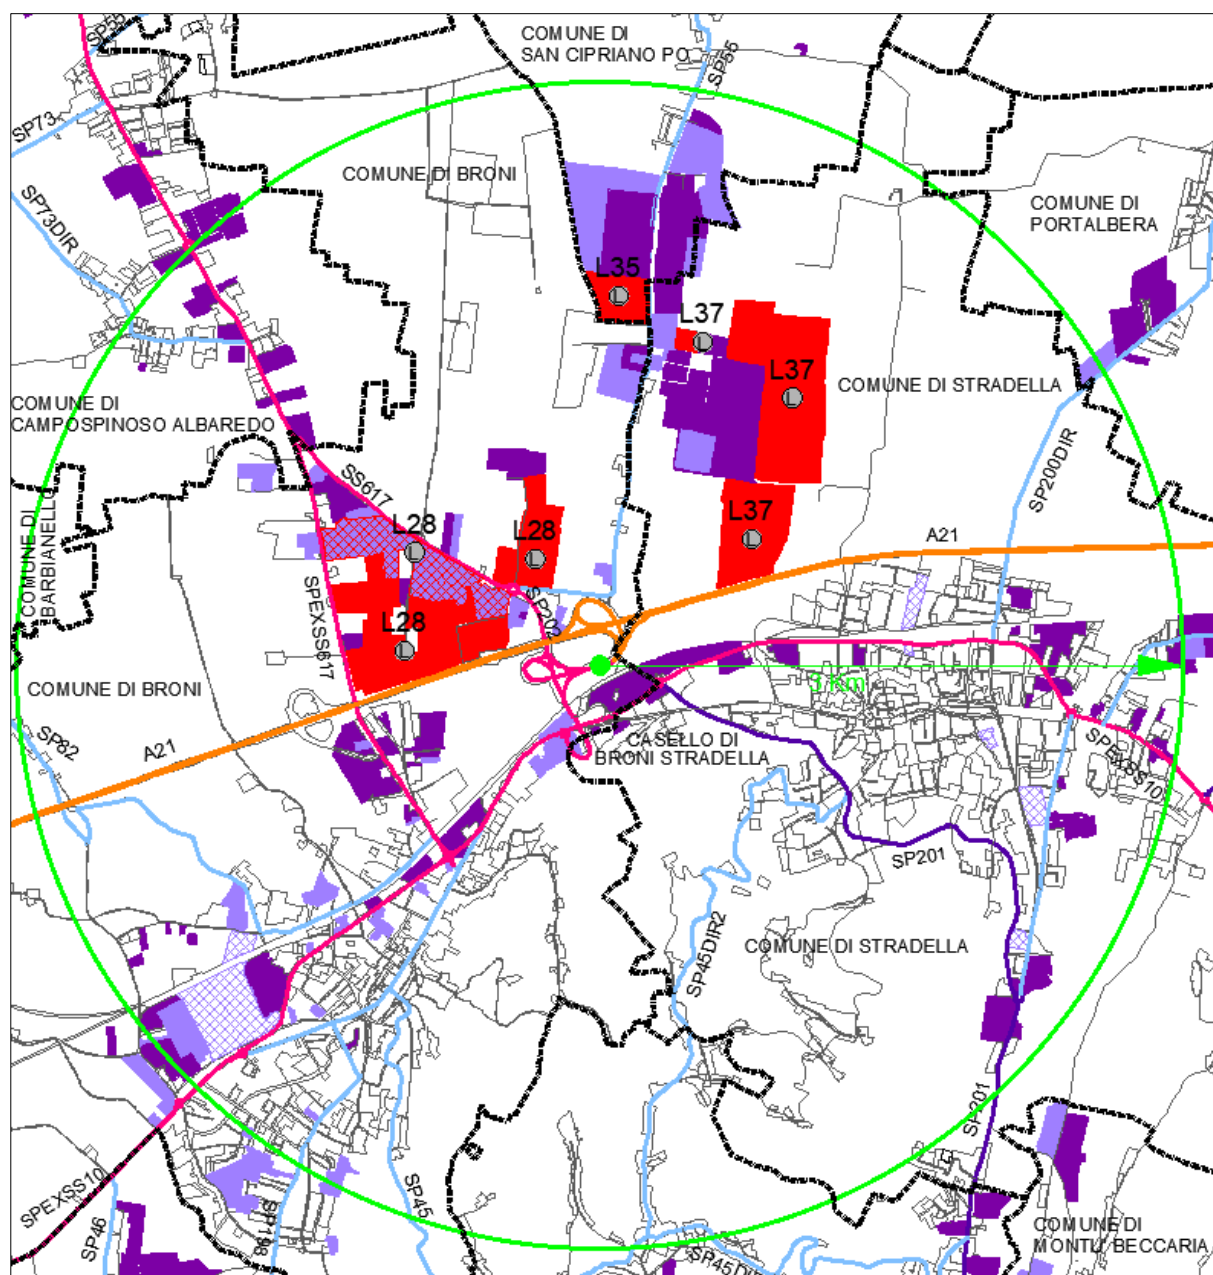 SP55
COMUNE DI
SAN CIPRIANO PO
SP55
SP73
COMUNE DI BRONI
SP73DIR
COMUNE DI
PORTALBERA
L35
L
L37
L
L37
L
COMUNE DI STRADELLA
COMUNE DI
CAMPOSPINOSO ALBAREDO
SS617
SP200DIR
COMUNE DI
BARBIANELLO
L28
L
L28
L
L37
L
A21
SPEXSS617
SP202
L28
L
COMUNE DI BRONI
3 Km
SP82
A21
CASELLO DI
BRONI STRADELLA
SPEXSS10
SP201
SP45DIR2
COMUNE DI STRADELLA
SP201
SPEXSS10
SP46
SP198
SP45
SP45DIR
COMUNE DI
MONTU' BECCARIA